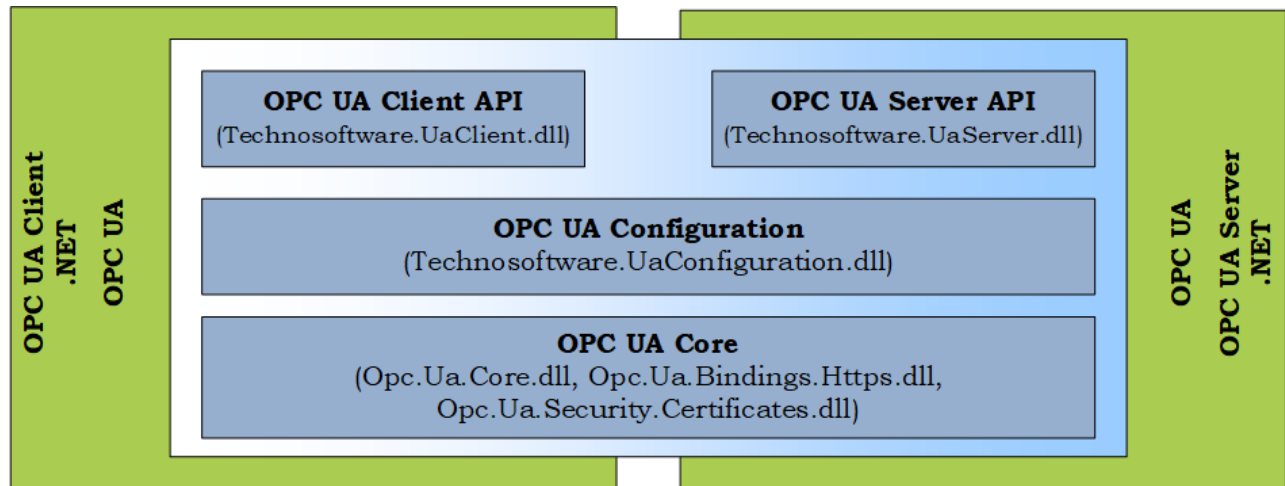 OPC UA Client
.NET
OPC UA
OPC UA Client API
(Technosoftware.UaClient.dll)
OPC UA Server API
(Technosoftware.UaServer.dll)
OPC UA Configuration
(Technosoftware.UaConfiguration.dll)
OPC UA Core
(Opc.Ua.Core.dll, Opc.Ua.Bindings.Https.dll,
Opc.Ua.Security.Certificates.dll)
OPC UA
OPC UA Server
.NET